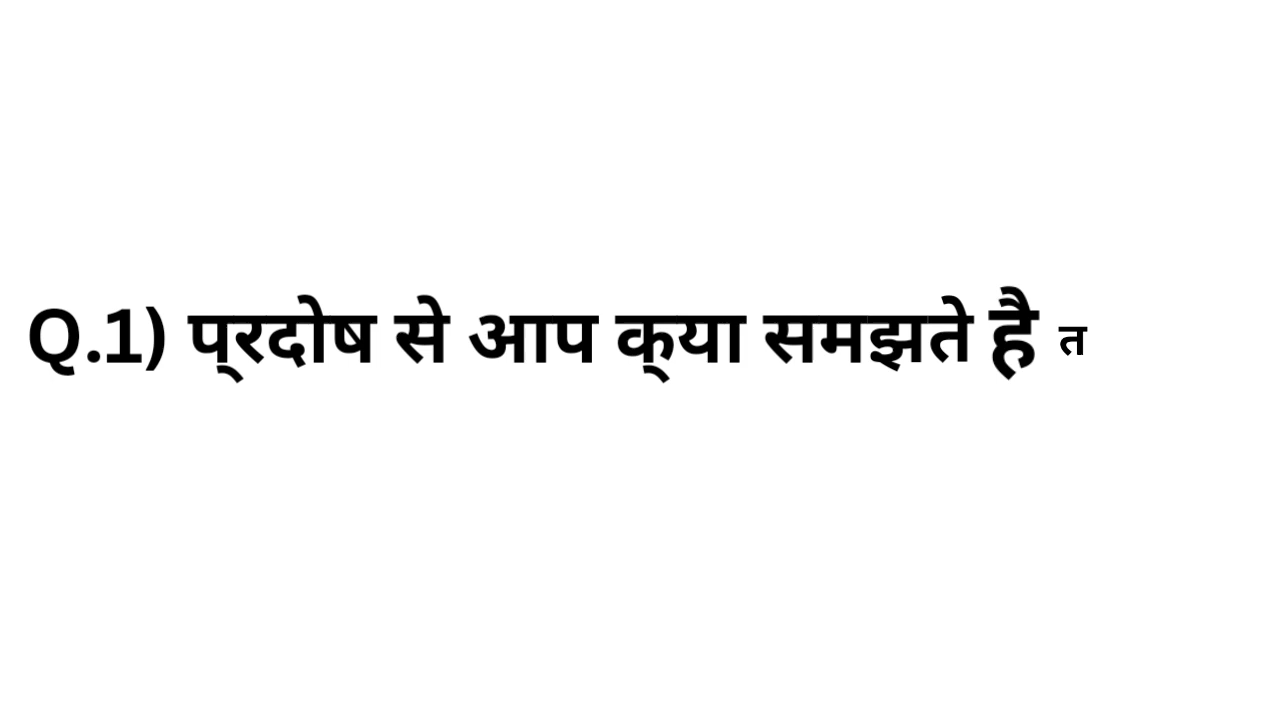 Q.1) प्रदोष से आप क्या समझते है त